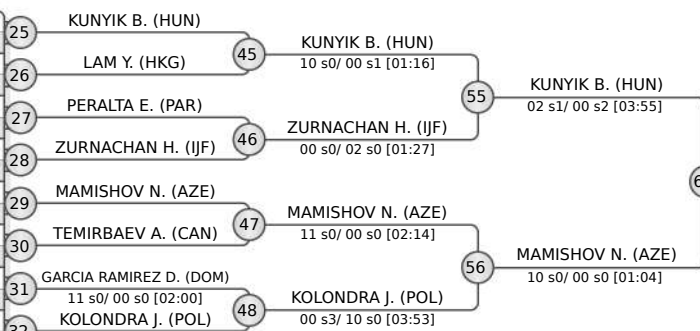 25
KUNYIK B. (HUN)
26
LAM Y. (HKG)
45
KUNYIK B. (HUN)
10 s0/ 00 s1 [01:16]
27
PERALTA E. (PAR)
28
ZURNACHAN H. (IJF)
46
ZURNACHAN H. (IJF)
00 s0/ 02 s0 [01:27]
55
KUNYIK B. (HUN)
02 s1/ 00 s2 [03:55]
29
MAMISHOV N. (AZE)
30
TEMIRBAEV A. (CAN)
47
MAMISHOV N. (AZE)
11 s0/ 00 s0 [02:14]
31
GARCIA RAMIREZ D. (DOM)
11 s0/ 00 s0 [02:00]
32
KOLONDRA J. (POL)
48
KOLONDRA J. (POL)
00 s3/ 10 s0 [03:53]
56
MAMISHOV N. (AZE)
10 s0/ 00 s0 [01:04]